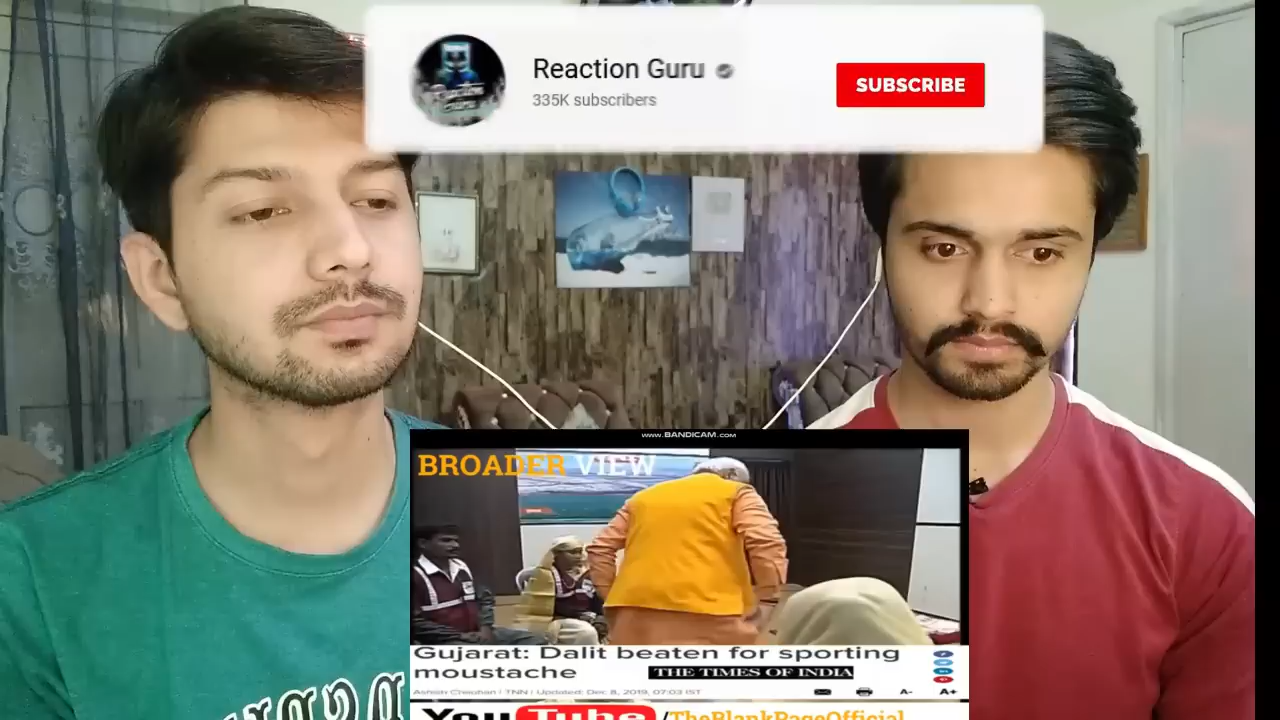 Reaction Guru
335K subscribers
SUBSCRIBE
WWW.BANDICAM.COM
BROADER VIEW
Gujarat: Dalit beaten for sporting
moustache
THE TIMES OF INDIA
Ashish Chauhan | TNN | Updated: Dec 8, 2019, 07:03 IST
A- A+
YouTube /TheBlankPageOfficial